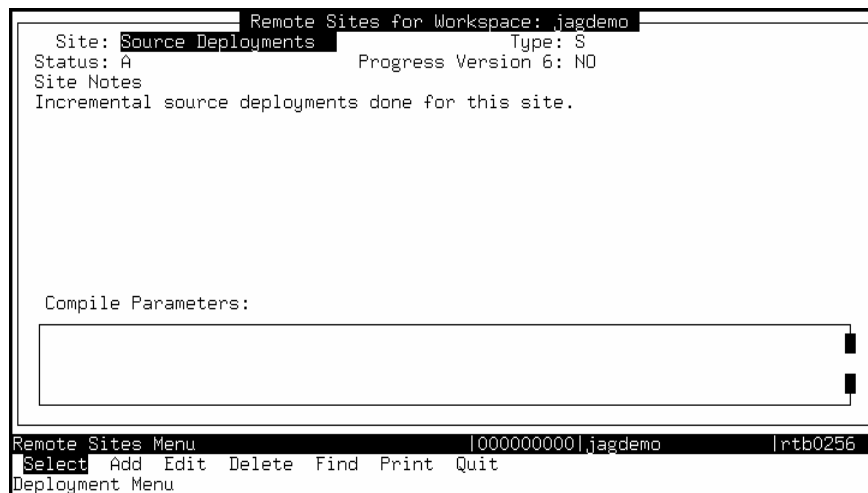 Remote Sites for Workspace: jagdemo
Site: Source Deployments Type: S
Status: A Progress Version 6: NO
Site Notes
Incremental source deployments done for this site.
Compile Parameters:
Remote Sites Menu |000000000|jagdemo |rtb0256
Select Add Edit Delete Find Print Quit
Deployment Menu